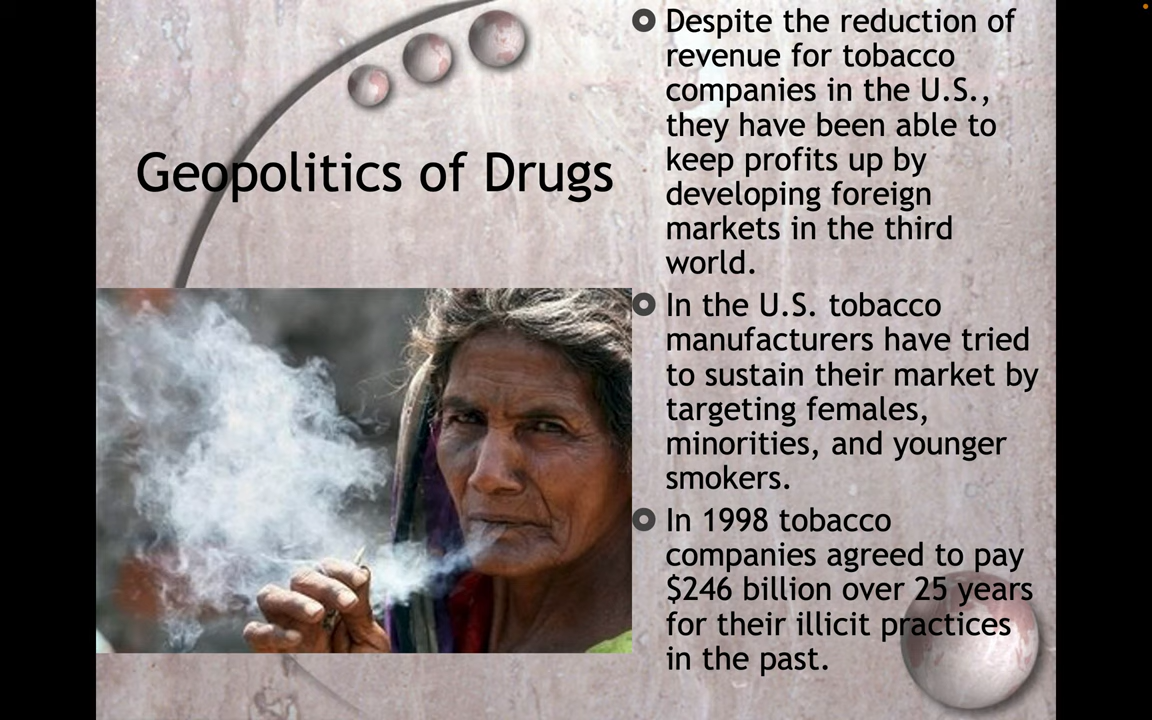 Geopolitics of Drugs
Despite the reduction of
revenue for tobacco
companies in the U.S.,
they have been able to
keep profits up by
developing foreign
markets in the third
world.
In the U.S. tobacco
manufacturers have tried
to sustain their market by
targeting females,
minorities, and younger
smokers.
In 1998 tobacco
companies agreed to pay
$246 billion over 25 years
for their illicit practices
in the past.